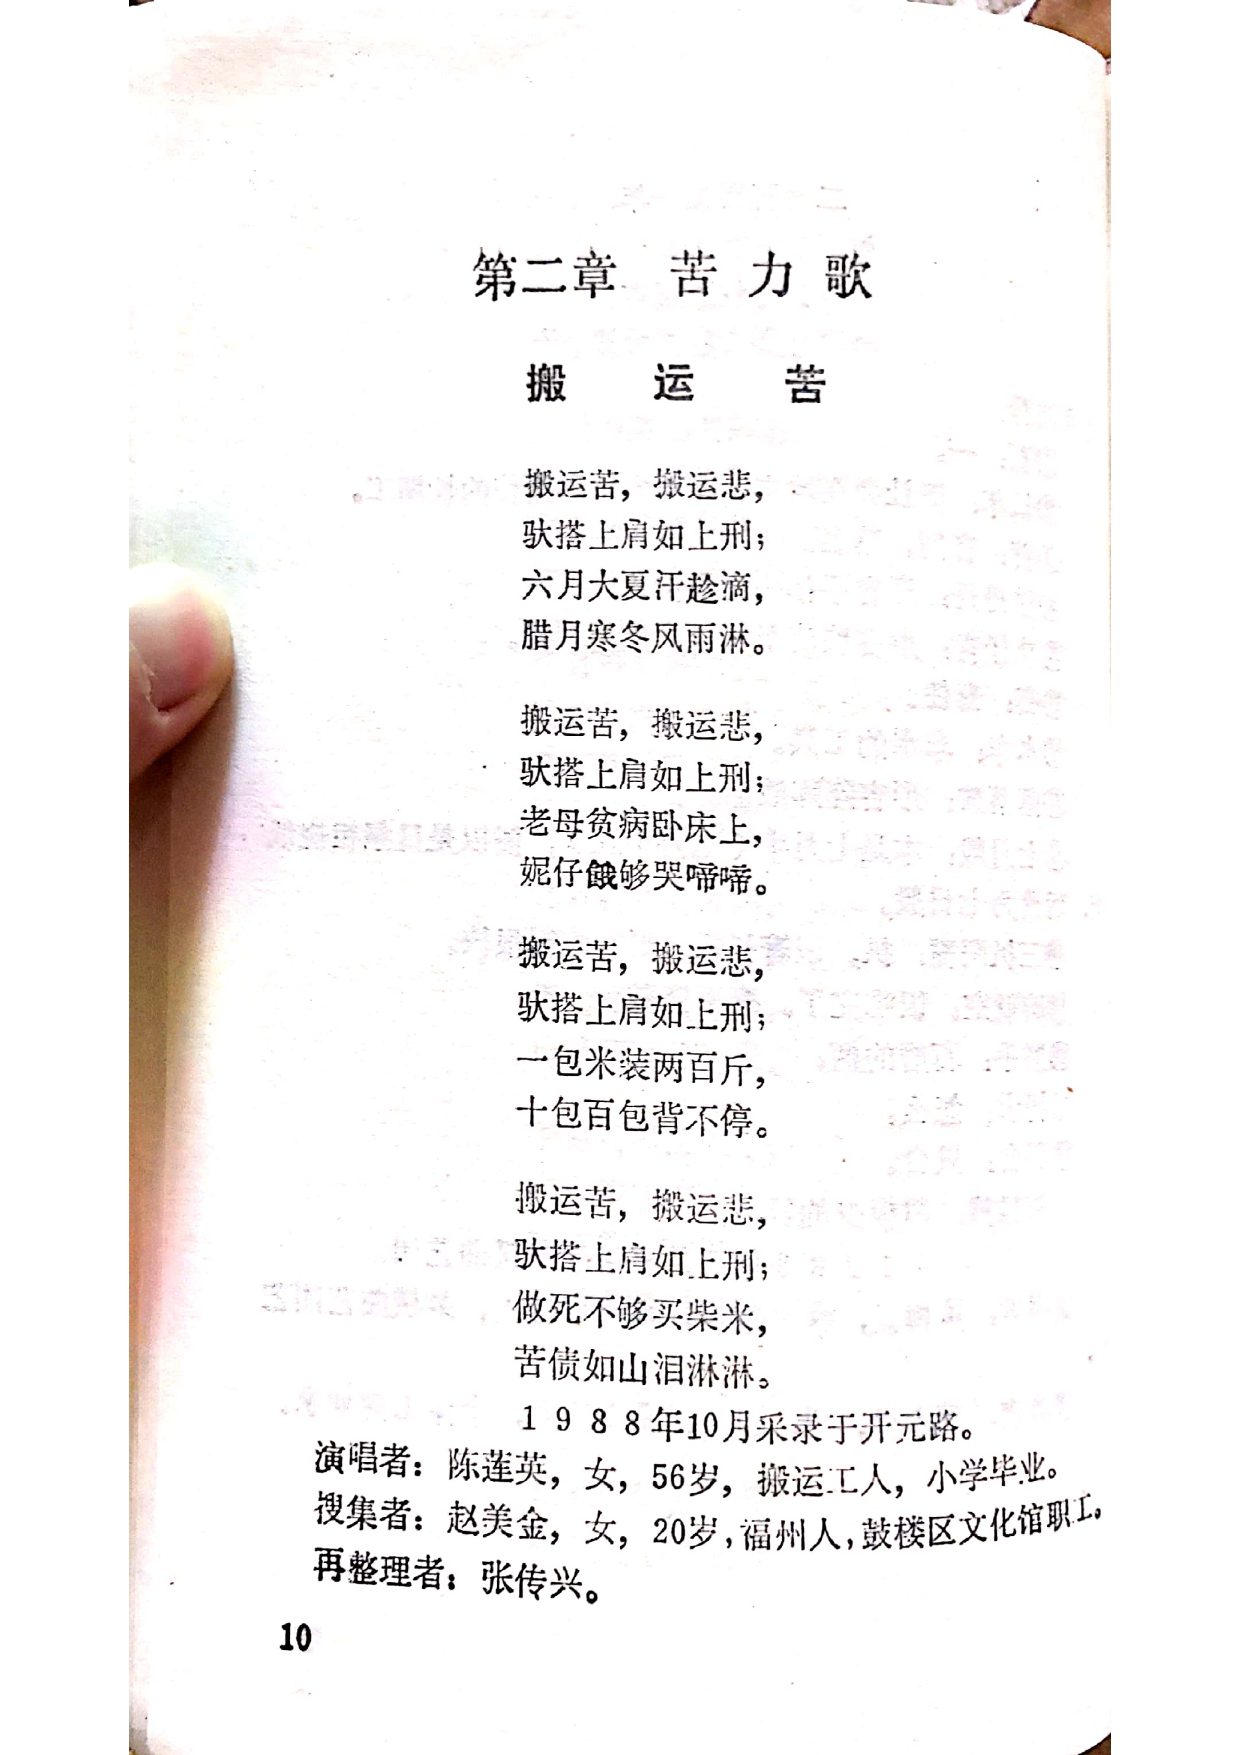 第二章 苦力歌
搬运苦
搬运苦，搬运悲，
驮搭上肩如上刑；
六月大夏汗趁滴，
腊月寒冬风雨淋。
搬运苦，搬运悲，
驮搭上肩如上刑；
老母贫病卧床上，
妮仔餓够哭啼啼。
搬运苦，搬运悲，
驮搭上肩如上刑；
一包米装两百斤，
十包百包背不停。
搬运苦，搬运悲，
驮搭上肩如上刑；
做死不够买柴米，
苦债如山泪淋淋。
1988年10月采录于开元路。
演唱者：陈莲英，女，56岁，搬运工人，小学毕业。
搜集者：赵美金，女，20岁，福州人，鼓楼区文化馆职工。
再整理者：张传兴。
10